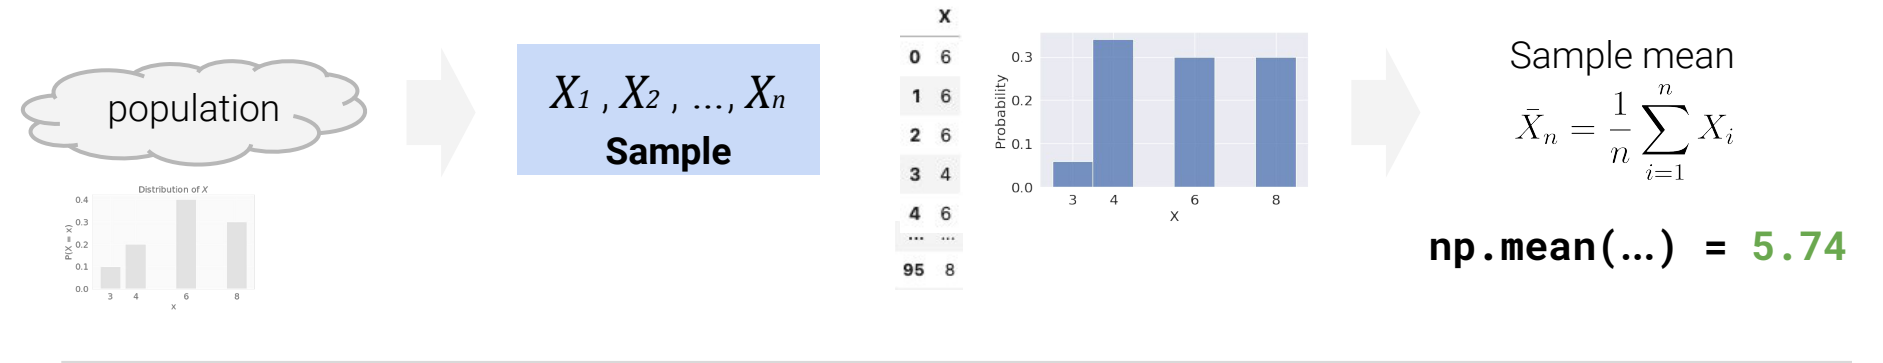 population
Distribution of X
P(X = x)
0.4
0.3
0.2
0.1
0.0
3 4 6 8
x
X1 , X2 , ..., Xn
Sample
X
0 6
1 6
2 6
3 4
4 6
... ...
95 8
Probability
0.3
0.2
0.1
0.0
3 4 6 8
X
Sample mean
X̄n = 1/n ∑ i=1 n Xi
np.mean(…) = 5.74